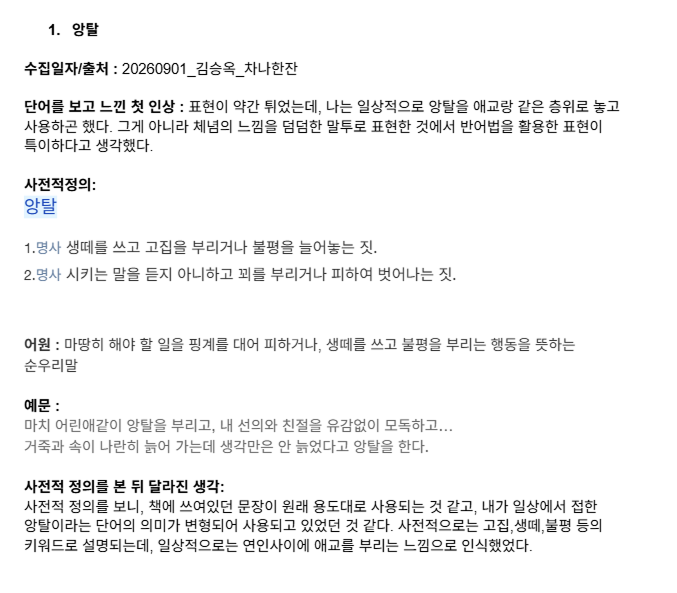 1. 앙탈
수집일자/출처 : 20260901_김승옥_차나한잔
단어를 보고 느낀 첫 인상 : 표현이 약간 튀었는데, 나는 일상적으로 앙탈을 애교랑 같은 층위로 놓고
사용하곤 했다. 그게 아니라 체념의 느낌을 덤덤한 말투로 표현한 것에서 반어법을 활용한 표현이
특이하다고 생각했다.
사전적정의:
앙탈
1.명사 생떼를 쓰고 고집을 부리거나 불평을 늘어놓는 짓.
2.명사 시키는 말을 듣지 아니하고 꾀를 부리거나 피하여 벗어나는 짓.
어원 : 마땅히 해야 할 일을 핑계를 대어 피하거나, 생떼를 쓰고 불평을 부리는 행동을 뜻하는
순우리말
예문 :
마치 어린애같이 앙탈을 부리고, 내 선의와 친절을 유감없이 모독하고…
거죽과 속이 나란히 늙어 가는데 생각만은 안 늙었다고 앙탈을 한다.
사전적 정의를 본 뒤 달라진 생각:
사전적 정의를 보니, 책에 쓰여있던 문장이 원래 용도대로 사용되는 것 같고, 내가 일상에서 접한
앙탈이라는 단어의 의미가 변형되어 사용되고 있었던 것 같다. 사전적으로는 고집,생떼,불평 등의
키워드로 설명되는데, 일상적으로는 연인사이에 애교를 부리는 느낌으로 인식했었다.